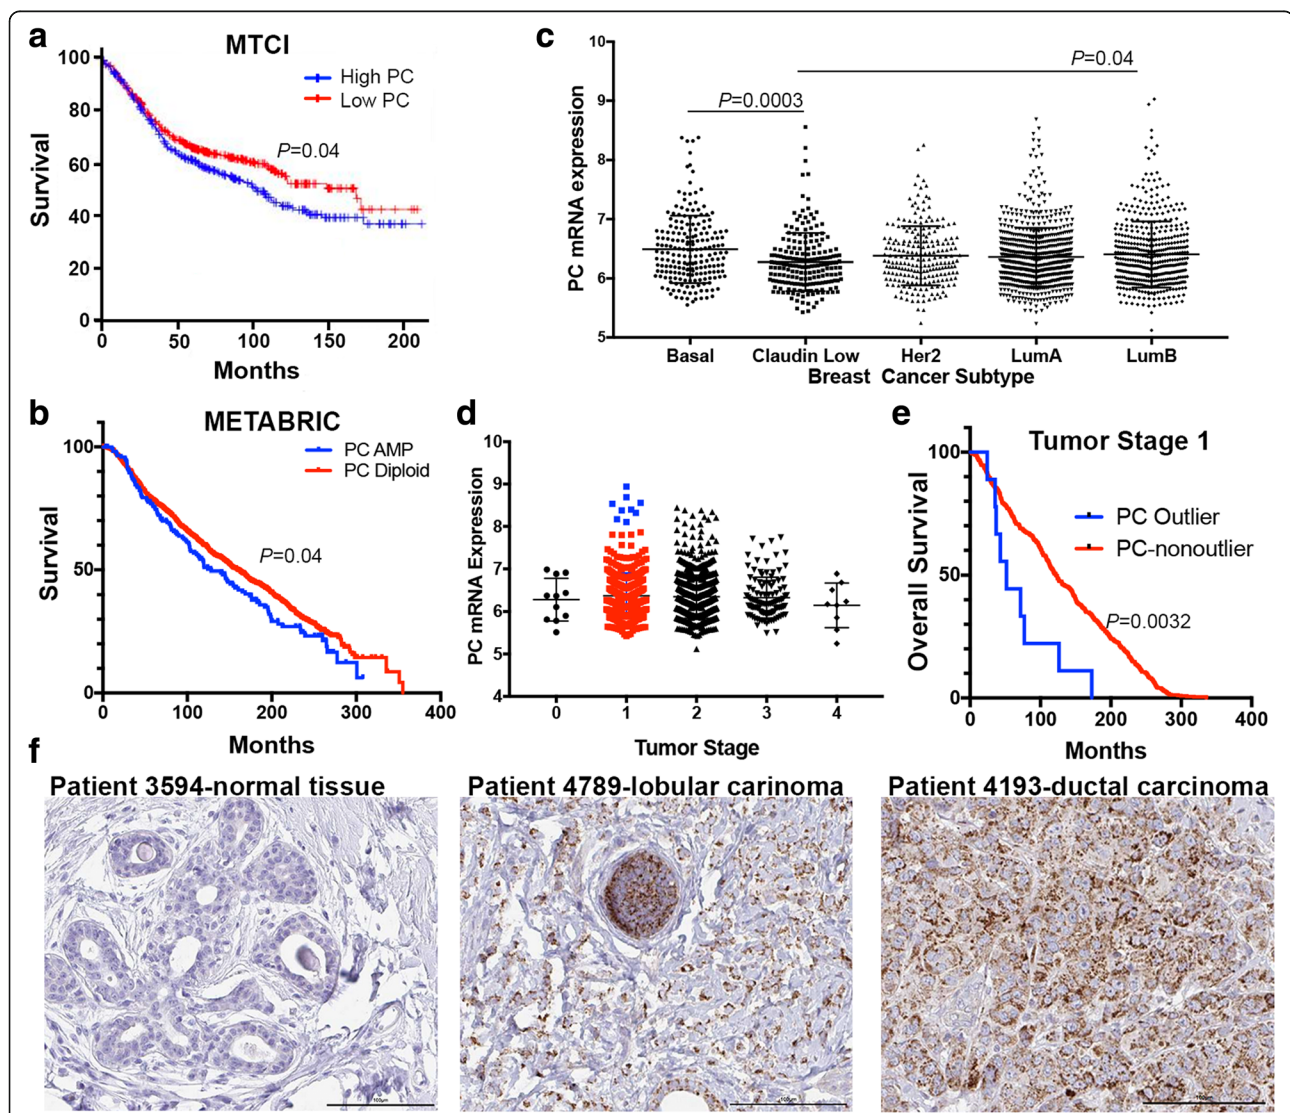 a
MTCI
100
80
60
40
20
0
Survival
High PC
Low PC
P=0.04
0 50 100 150 200
Months
b
METABRIC
100
50
0
Survival
PC AMP
PC Diploid
P=0.04
0 100 200 300 400
Months
c
10
9
8
7
6
5
PC mRNA expression
P=0.0003
P=0.04
Basal Claudin Low Her2 LumA LumB
Breast Cancer Subtype
d
10
9
8
7
6
5
4
PC mRNA Expression
0 1 2 3 4
Tumor Stage
e
Tumor Stage 1
100
50
0
Overall Survival
PC Outlier
PC-nonoutlier
P=0.0032
0 100 200 300 400
Months
f
Patient 3594-normal tissue
Patient 4789-lobular carinoma
Patient 4193-ductal carcinoma
100µm
100µm
100µm